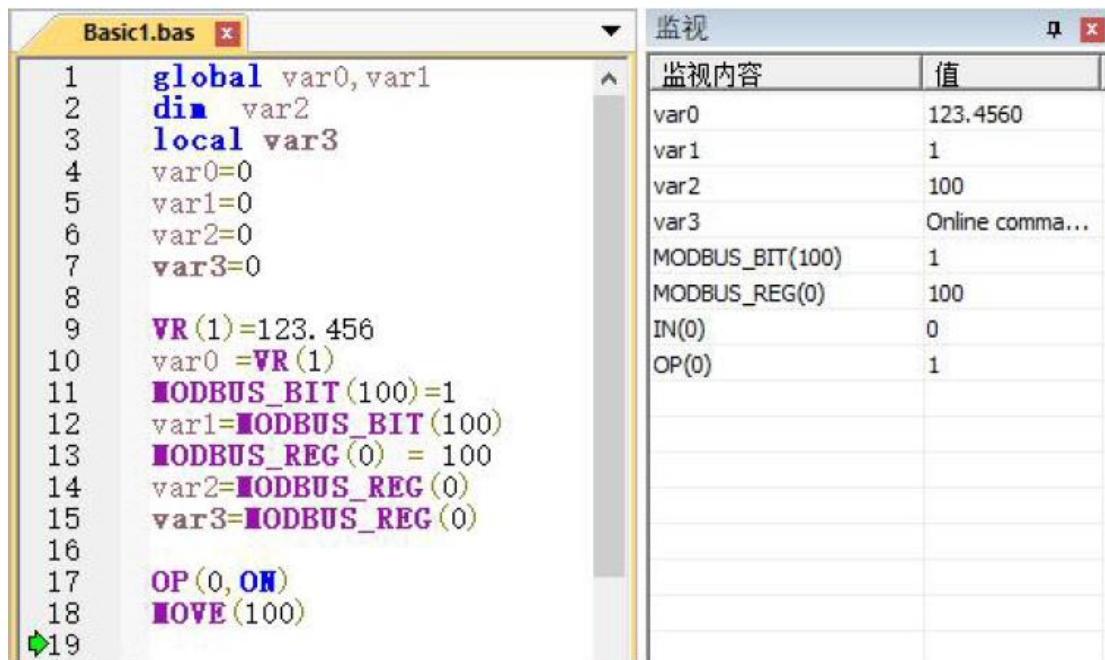 Basic1.bas
1 global var0,var1
2 dim var2
3 local var3
4 var0=0
5 var1=0
6 var2=0
7 var3=0
8
9 VR(1)=123.456
10 var0 =VR(1)
11 MODBUS_BIT(100)=1
12 var1=MODBUS_BIT(100)
13 MODBUS_REG(0) = 100
14 var2=MODBUS_REG(0)
15 var3=MODBUS_REG(0)
16
17 OP(0,ON)
18 MOVE(100)
19
监视
监视内容 值
var0 123.4560
var1 1
var2 100
var3 Online comma...
MODBUS_BIT(100) 1
MODBUS_REG(0) 100
IN(0) 0
OP(0) 1